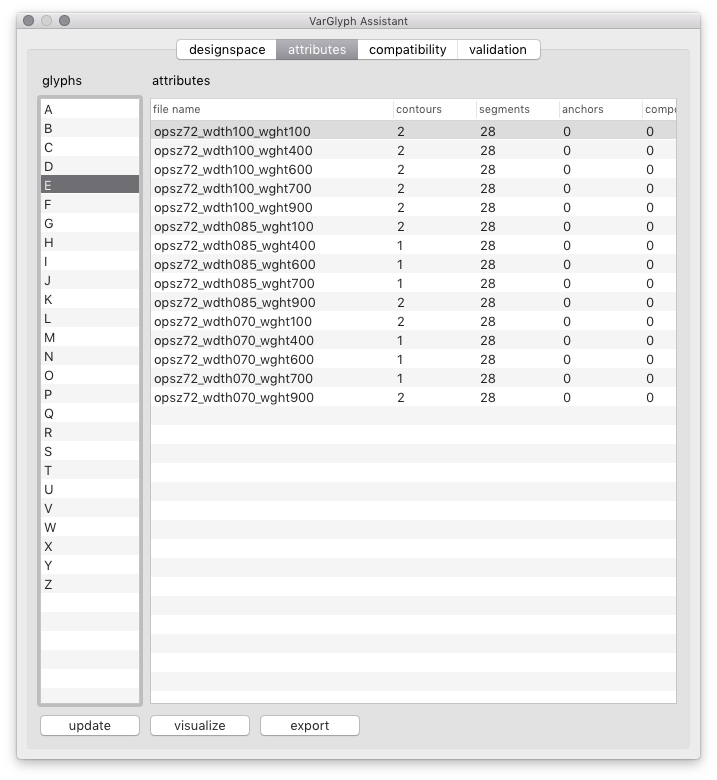 VarGlyph Assistant
designspace attributes compatibility validation
glyphs attributes
file name contours segments anchors compo
A
B
C
D
E
F
G
H
I
J
K
L
M
N
O
P
Q
R
S
T
U
V
W
X
Y
Z
opsz72_wdth100_wght100 2 28 0 0
opsz72_wdth100_wght400 2 28 0 0
opsz72_wdth100_wght600 2 28 0 0
opsz72_wdth100_wght700 2 28 0 0
opsz72_wdth100_wght900 2 28 0 0
opsz72_wdth085_wght100 2 28 0 0
opsz72_wdth085_wght400 1 28 0 0
opsz72_wdth085_wght600 1 28 0 0
opsz72_wdth085_wght700 1 28 0 0
opsz72_wdth085_wght900 2 28 0 0
opsz72_wdth070_wght100 2 28 0 0
opsz72_wdth070_wght400 1 28 0 0
opsz72_wdth070_wght600 1 28 0 0
opsz72_wdth070_wght700 1 28 0 0
opsz72_wdth070_wght900 2 28 0 0
update visualize export